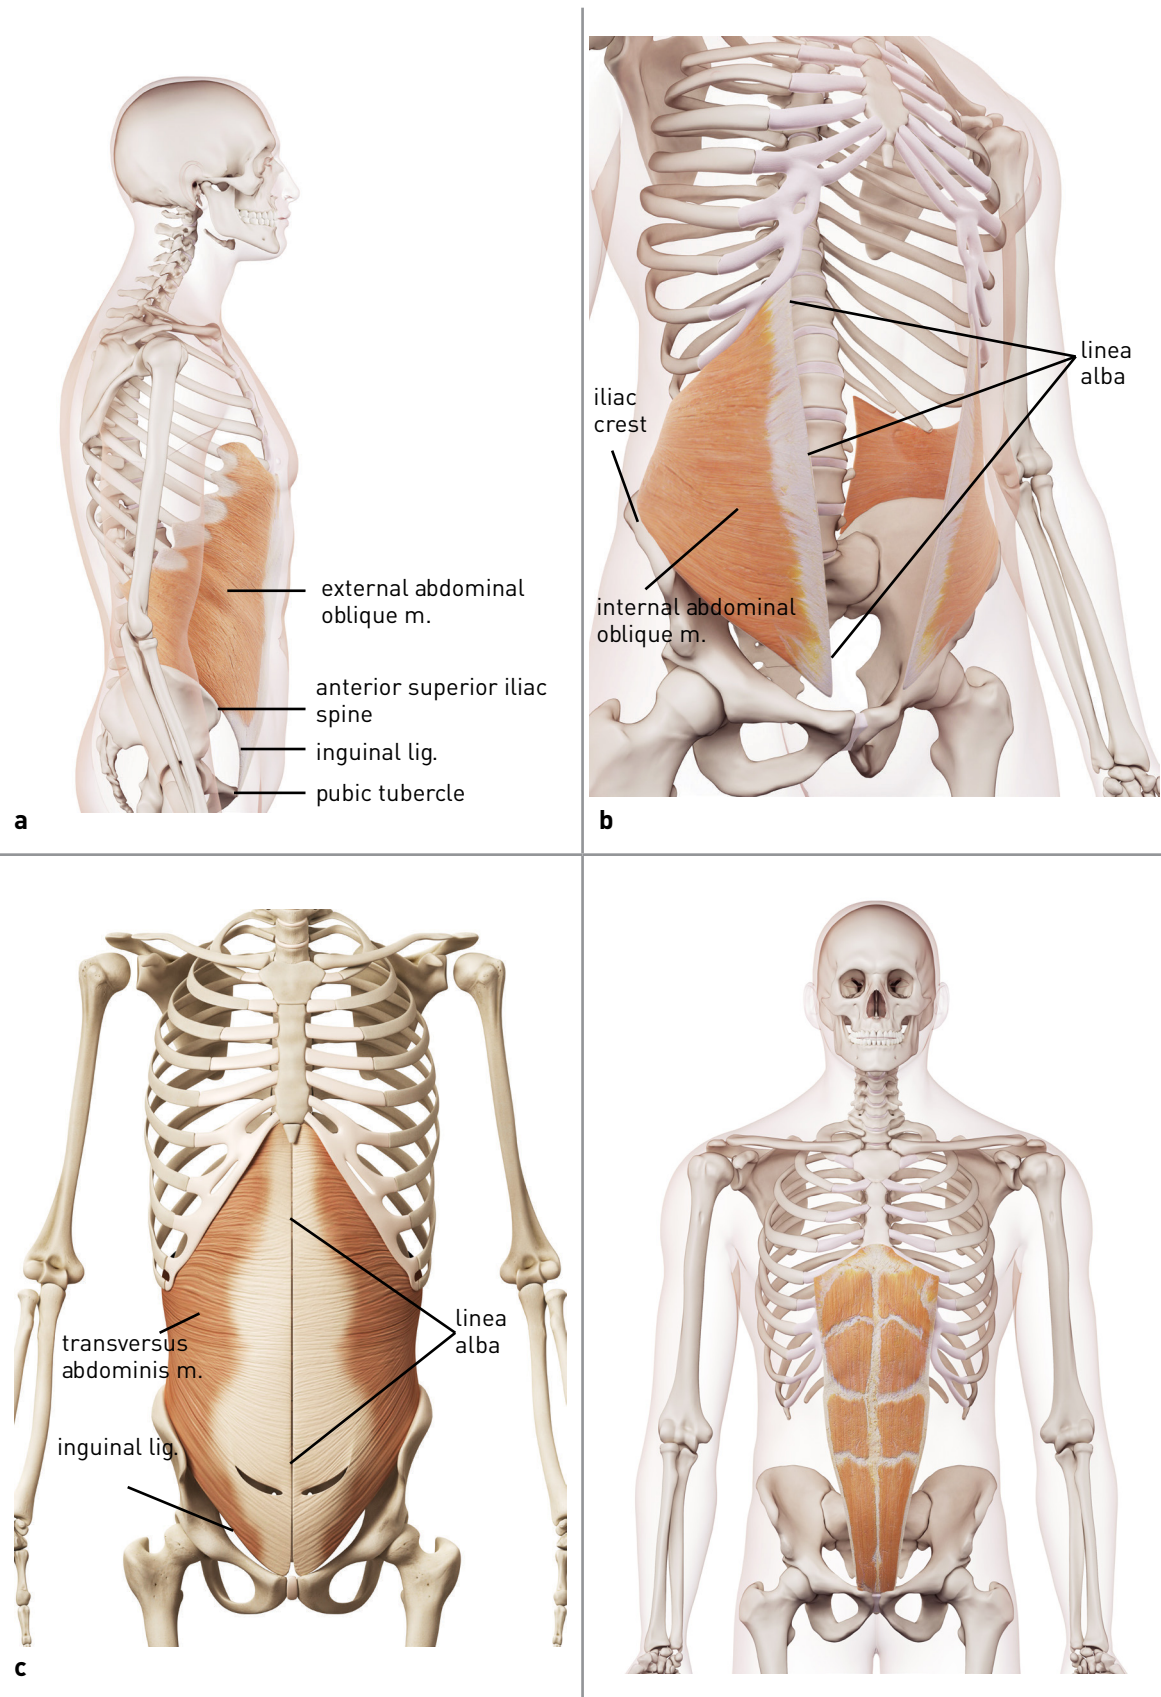 external abdominal
oblique m.
anterior superior iliac
spine
inguinal lig.
pubic tubercle
a
linea
alba
iliac
crest
internal abdominal
oblique m.
b
linea
alba
transversus
abdominis m.
inguinal lig.
c